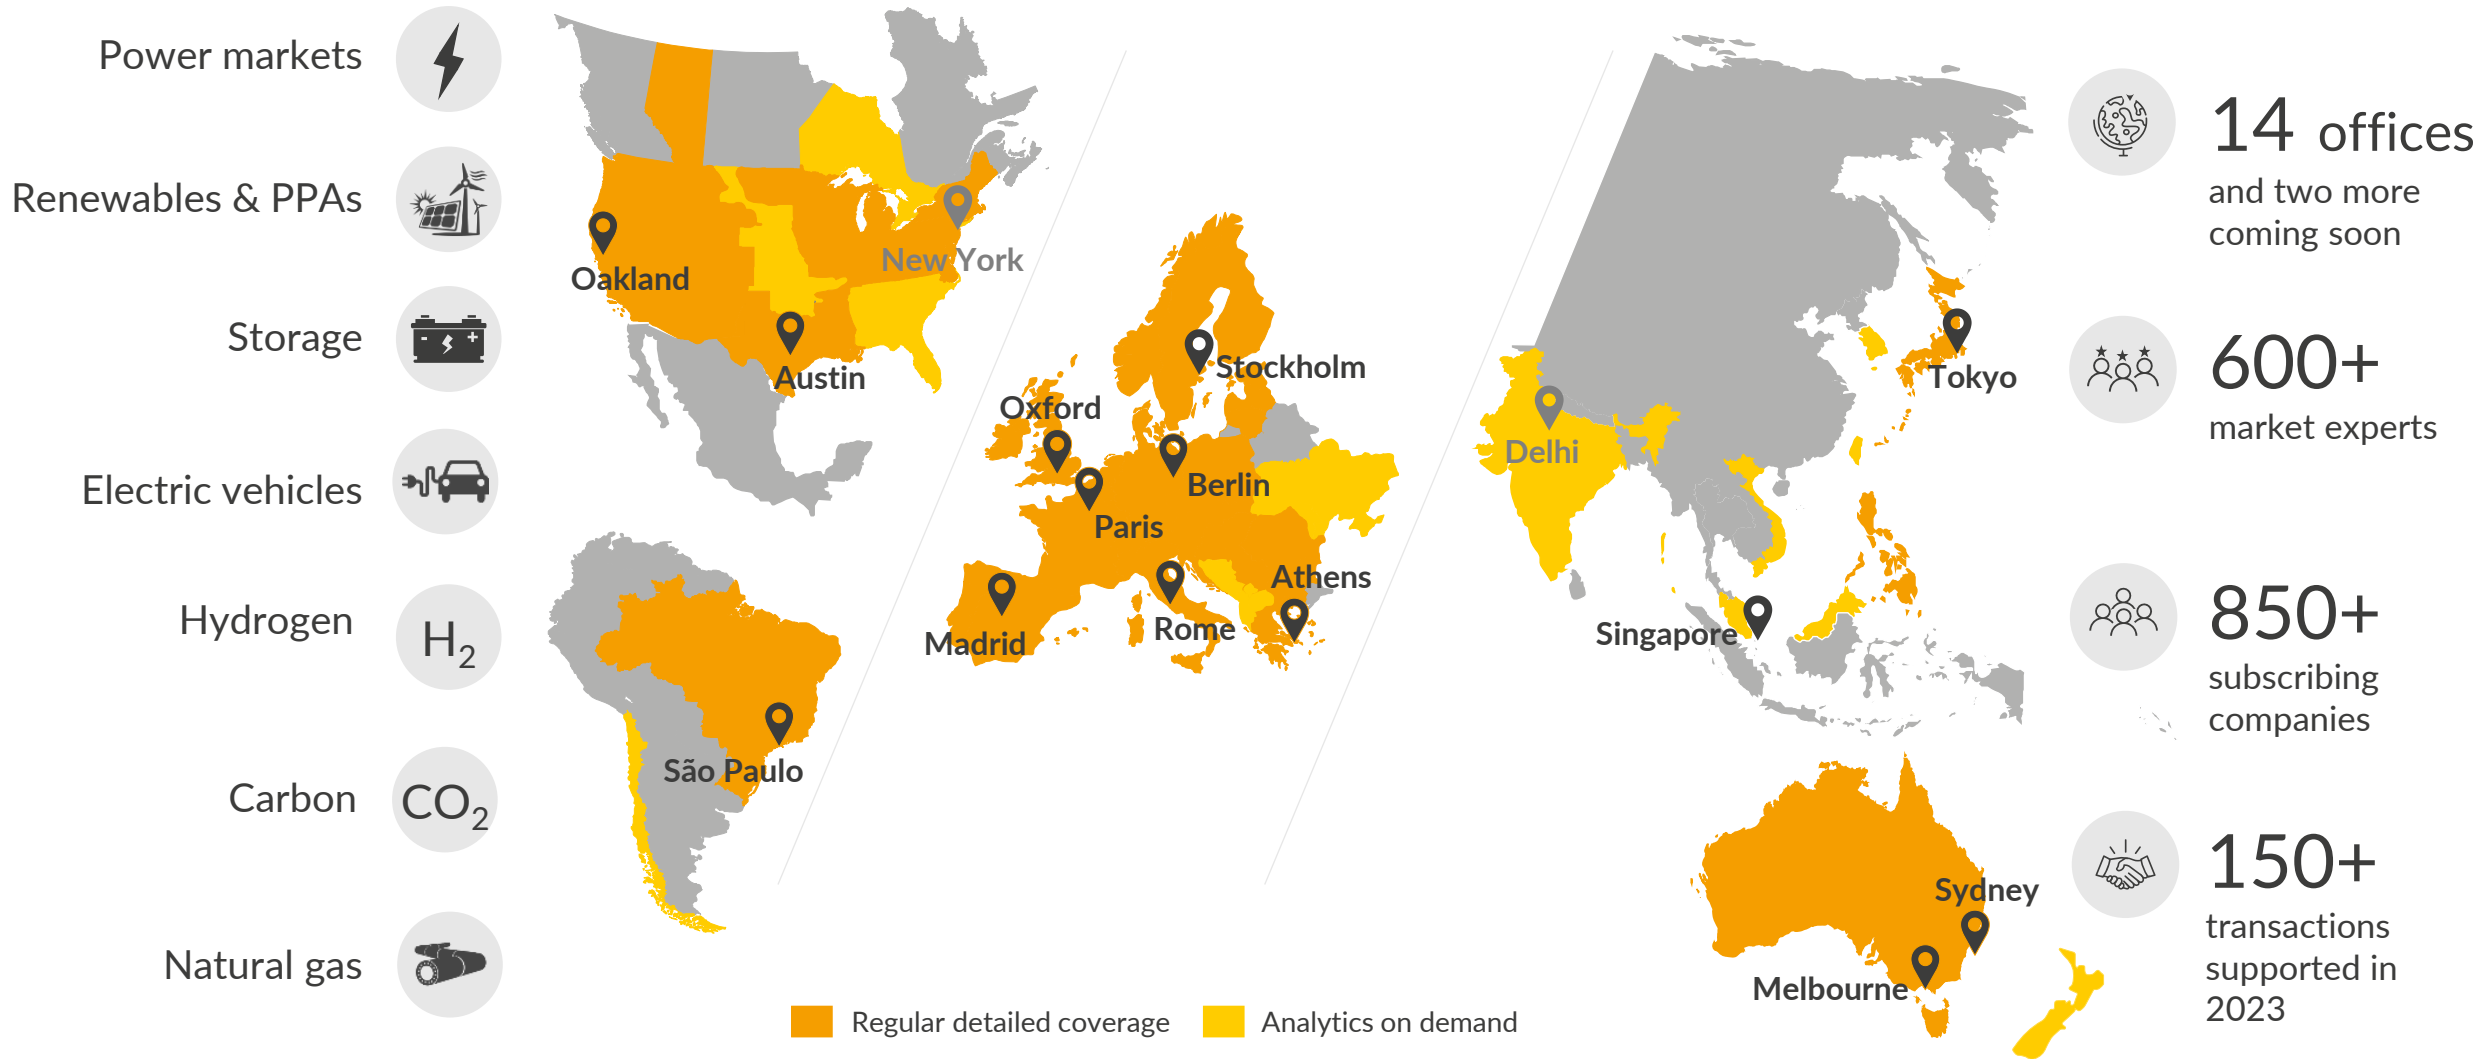 Power markets
Renewables & PPAs
Storage
Electric vehicles
Hydrogen
H2
Carbon
CO2
Natural gas
Oakland
New York
Austin
São Paulo
Stockholm
Oxford
Berlin
Paris
Athens
Madrid
Rome
Delhi
Tokyo
Singapore
Sydney
Melbourne
Regular detailed coverage
Analytics on demand
14 offices
and two more
coming soon
600+
market experts
850+
subscribing
companies
150+
transactions
supported in
2023